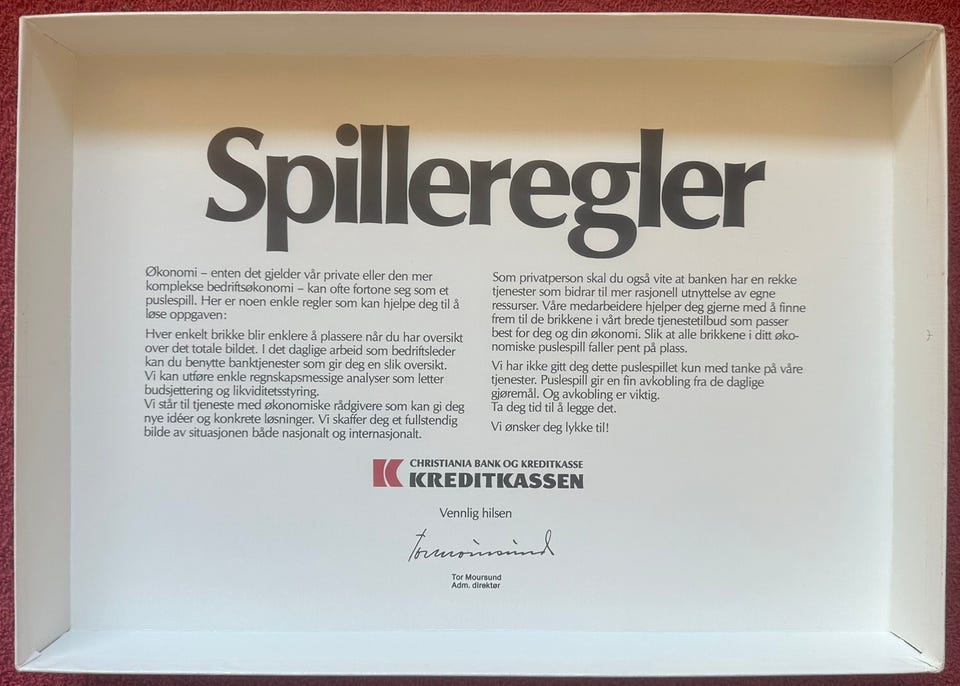 Spilleregler
Økonomi – enten det gjelder vår private eller den mer
komplekse bedriftsøkonomi – kan ofte fortone seg som et
puslespill. Her er noen enkle regler som kan hjelpe deg til å
løse oppgaven:
Hver enkelt brikke blir enklere å plassere når du har oversikt
over det totale bildet. I det daglige arbeid som bedriftsleder
kan du benytte banktjenester som gir deg en slik oversikt.
Vi kan utføre enkle regnskapsmessige analyser som letter
budsjettering og likviditetsstyring.
Vi står til tjeneste med økonomiske rådgivere som kan gi deg
nye idéer og konkrete løsninger. Vi skaffer deg et fullstendig
bilde av situasjonen både nasjonalt og internasjonalt.
Som privatperson skal du også vite at banken har en rekke
tjenester som bidrar til mer rasjonell utnyttelse av egne
ressurser. Våre medarbeidere hjelper deg gjerne med å finne
frem til de brikkene i vårt brede tjenestetilbud som passer
best for deg og din økonomi. Slik at alle brikkene i ditt øko-
nomiske puslespill faller pent på plass.
Vi har ikke gitt deg dette puslespillet kun med tanke på våre
tjenester. Puslespill gir en fin avkobling fra de daglige
gjøremål. Og avkobling er viktig.
Ta deg tid til å legge det.
Vi ønsker deg lykke til!
CHRISTIANIA BANK OG KREDITKASSE
KREDITKASSEN
Vennlig hilsen
Tor Moursund
Tor Moursund
Adm. direktør